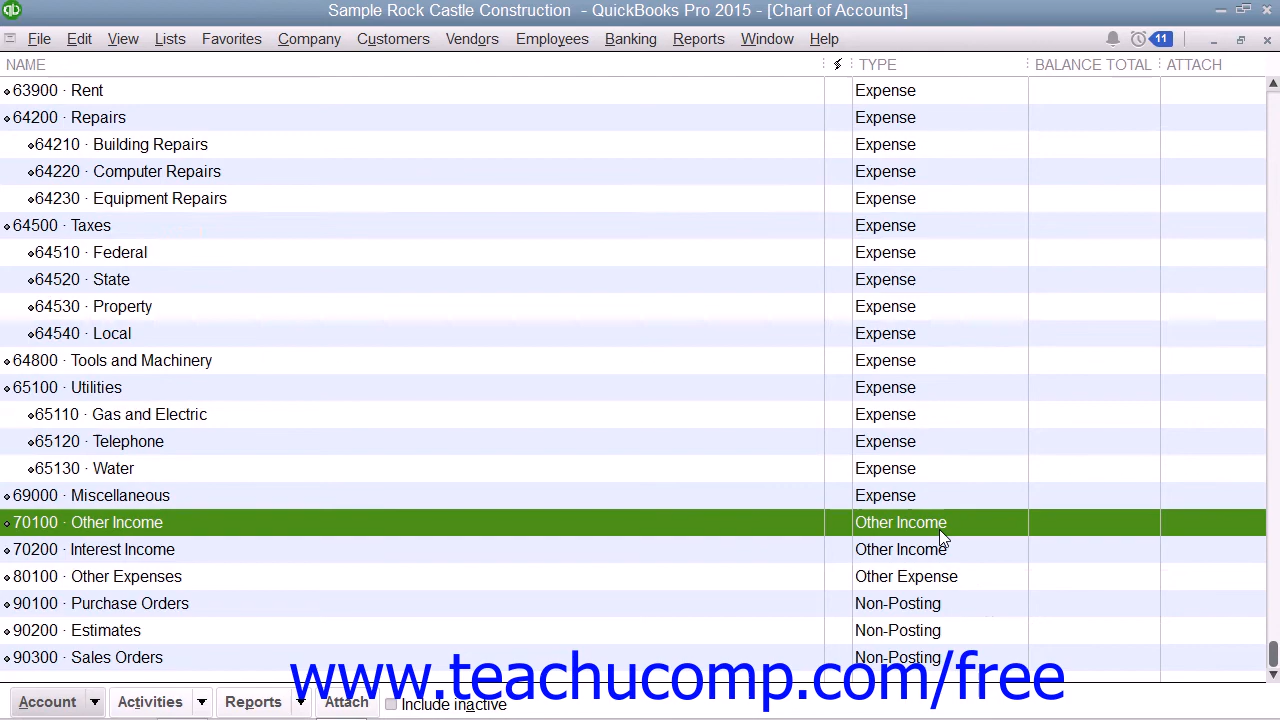 Sample Rock Castle Construction - QuickBooks Pro 2015 - [Chart of Accounts]
File Edit View Lists Favorites Company Customers Vendors Employees Banking Reports Window Help 11
NAME TYPE BALANCE TOTAL ATTACH
63900 · Rent Expense
64200 · Repairs Expense
64210 · Building Repairs Expense
64220 · Computer Repairs Expense
64230 · Equipment Repairs Expense
64500 · Taxes Expense
64510 · Federal Expense
64520 · State Expense
64530 · Property Expense
64540 · Local Expense
64800 · Tools and Machinery Expense
65100 · Utilities Expense
65110 · Gas and Electric Expense
65120 · Telephone Expense
65130 · Water Expense
69000 · Miscellaneous Expense
70100 · Other Income Other Income
70200 · Interest Income Other Income
80100 · Other Expenses Other Expense
90100 · Purchase Orders Non-Posting
90200 · Estimates Non-Posting
90300 · Sales Orders Non-Posting
www.teachucomp.com/free
Account Activities Reports Attach Include inactive